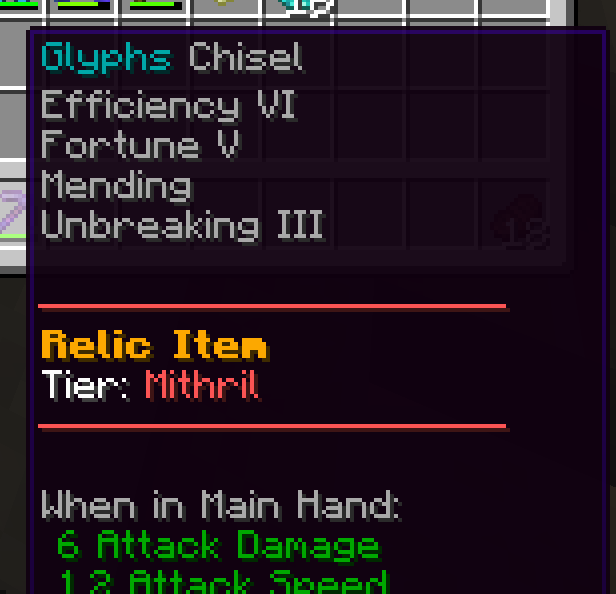 Glyphs Chisel
Efficiency VI
Fortune V
Mending
Unbreaking III
18
Relic Item
Tier: Mithril
When in Main Hand:
6 Attack Damage
1.2 Attack Speed